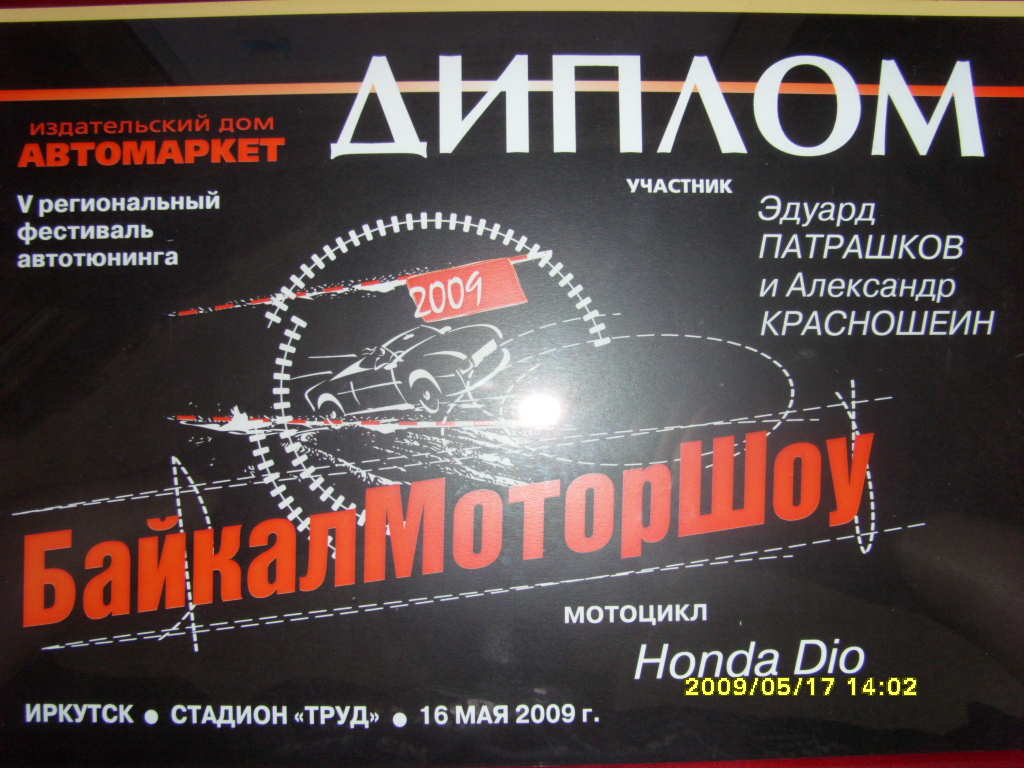 ДИПЛОМ
издательский дом
АВТОМАРКЕТ
V региональный
фестиваль
автотюнинга
УЧАСТНИК
Эдуард
ПАТРАШКОВ
и Александр
КРАСНОШЕИН
2009
БайкалМоторШоу
МОТОЦИКЛ
Honda Dio
2009/05/17 14:02
ИРКУТСК ● СТАДИОН «ТРУД» ● 16 МАЯ 2009 г.